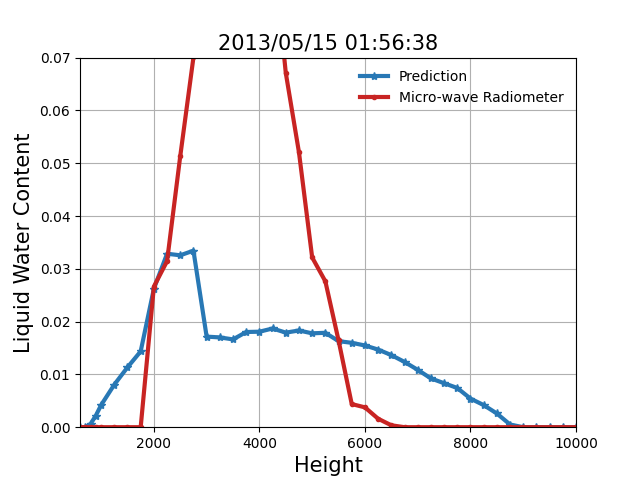 2013/05/15 01:56:38
Prediction
Micro-wave Radiometer
Liquid Water Content
0.07
0.06
0.05
0.04
0.03
0.02
0.01
0.00
2000 4000 6000 8000 10000
Height